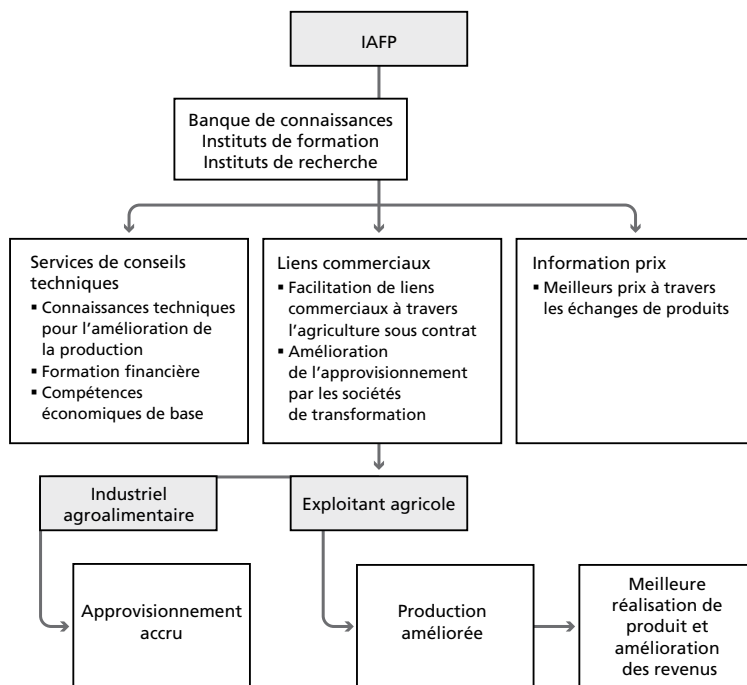 IAFP
Banque de connaissances
Instituts de formation
Instituts de recherche
Services de conseils
techniques
▪ Connaissances techniques
pour l'amélioration de
la production
▪ Formation financière
▪ Compétences
économiques de base
Liens commerciaux
▪ Facilitation de liens
commerciaux à travers
l'agriculture sous contrat
▪ Amélioration
de l'approvisionnement
par les sociétés
de transformation
Information prix
▪ Meilleurs prix à travers
les échanges de produits
Industriel
agroalimentaire
Exploitant agricole
Approvisionnement
accru
Production
améliorée
Meilleure
réalisation de
produit et
amélioration
des revenus